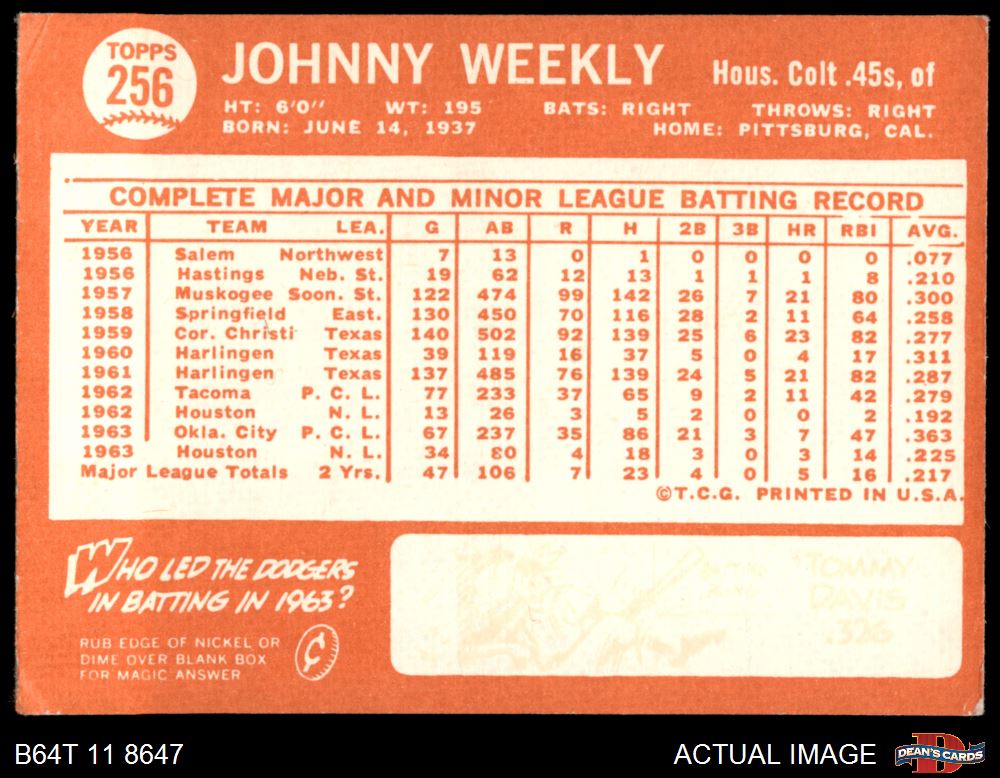 TOPPS
256
JOHNNY WEEKLY
Hous. Colt .45s, of
HT: 6'0" WT: 195 BATS: RIGHT THROWS: RIGHT
BORN: JUNE 14, 1937 HOME: PITTSBURG, CAL.
COMPLETE MAJOR AND MINOR LEAGUE BATTING RECORD
YEAR TEAM LEA. G AB R H 2B 3B HR RBI AVG.
1956 Salem Northwest 7 13 0 1 0 0 0 0 .077
1956 Hastings Neb. St. 19 62 12 13 1 1 1 8 .210
1957 Muskogee Soon. St. 122 474 99 142 26 7 21 80 .300
1958 Springfield East. 130 450 70 116 28 2 11 64 .258
1959 Cor. Christi Texas 140 502 92 139 25 6 23 82 .277
1960 Harlingen Texas 39 119 16 37 5 0 4 17 .311
1961 Harlingen Texas 137 485 76 139 24 5 21 82 .287
1962 Tacoma P. C. L. 77 233 37 65 9 2 11 42 .279
1962 Houston N. L. 13 26 3 5 2 0 0 2 .192
1963 Okla. City P. C. L. 67 237 35 86 21 3 7 47 .363
1963 Houston N. L. 34 80 4 18 3 0 3 14 .225
Major League Totals 2 Yrs. 47 106 7 23 4 0 5 16 .217
©T.C.G. PRINTED IN U.S.A.
WHO LED THE DODGERS
IN BATTING IN 1963?
RUB EDGE OF NICKEL OR
DIME OVER BLANK BOX
FOR MAGIC ANSWER
¢
TOMMY
DAVIS
.326
B64T 11 8647
ACTUAL IMAGE
DEAN'S CARDS